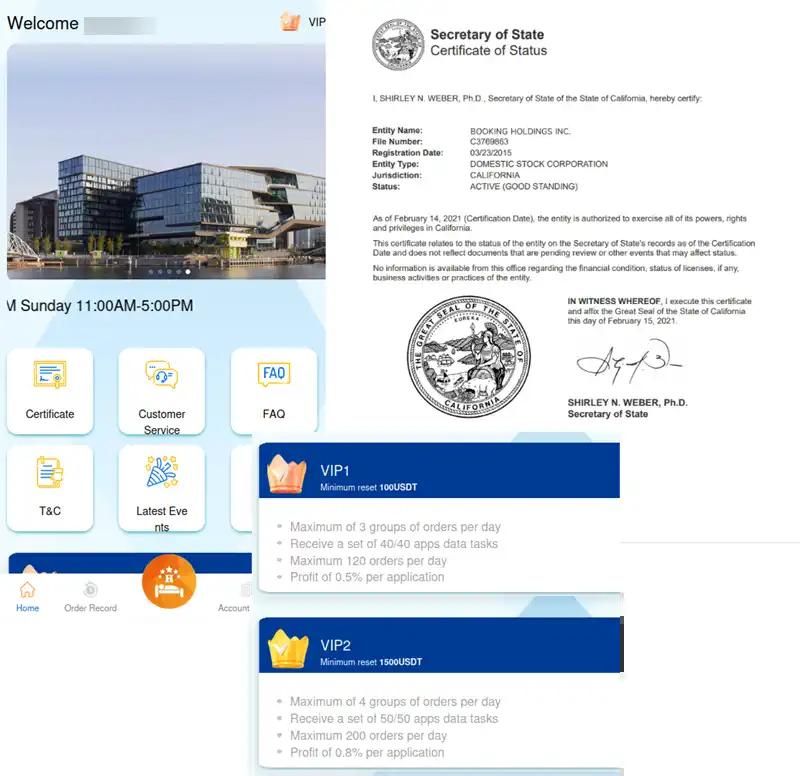 Welcome
VIP
M Sunday 11:00AM-5:00PM
Certificate
Customer
Service
FAQ
FAQ
T&C
Latest Eve
nts
H
Home
Order Record
Account
Secretary of State
Certificate of Status
I, SHIRLEY N. WEBER, Ph.D., Secretary of State of the State of California, hereby certify:
Entity Name: BOOKING HOLDINGS INC.
File Number: C3769863
Registration Date: 03/23/2015
Entity Type: DOMESTIC STOCK CORPORATION
Jurisdiction: CALIFORNIA
Status: ACTIVE (GOOD STANDING)
As of February 14, 2021 (Certification Date), the entity is authorized to exercise all of its powers, rights
and privileges in California.
This certificate relates to the status of the entity on the Secretary of State's records as of the Certification
Date and does not reflect documents that are pending review or other events that may affect status.
No information is available from this office regarding the financial condition, status of licenses, if any,
business activities or practices of the entity.
THE GREAT SEAL OF THE STATE OF CALIFORNIA
EUREKA
IN WITNESS WHEREOF, I execute this certificate
and affix the Great Seal of the State of California
this day of February 15, 2021.
SHIRLEY N. WEBER, Ph.D.
Secretary of State
VIP1
Minimum reset 100USDT
Maximum of 3 groups of orders per day
Receive a set of 40/40 apps data tasks
Maximum 120 orders per day
Profit of 0.5% per application
VIP2
Minimum reset 1500USDT
Maximum of 4 groups of orders per day
Receive a set of 50/50 apps data tasks
Maximum 200 orders per day
Profit of 0.8% per application